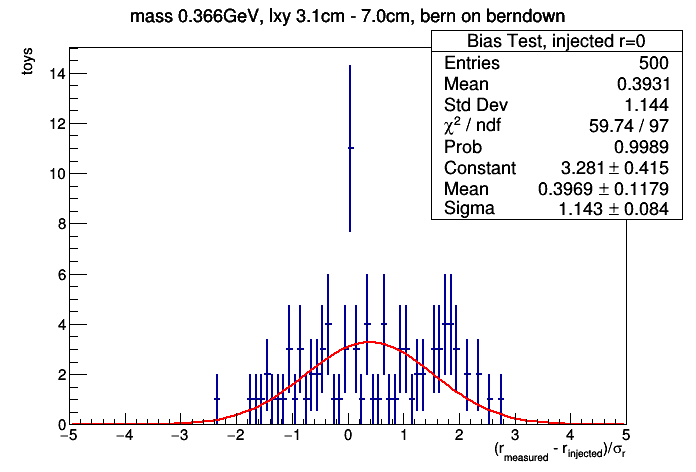 mass 0.366GeV, lxy 3.1cm - 7.0cm, bern on berndown
Bias Test, injected r=0
Entries 500
Mean 0.3931
Std Dev 1.144
χ² / ndf 59.74 / 97
Prob 0.9989
Constant 3.281 ± 0.415
Mean 0.3969 ± 0.1179
Sigma 1.143 ± 0.084
toys
14
12
10
8
6
4
2
0
−5 −4 −3 −2 −1 0 1 2 3 4 5
(r_measured - r_injected)/σ_r